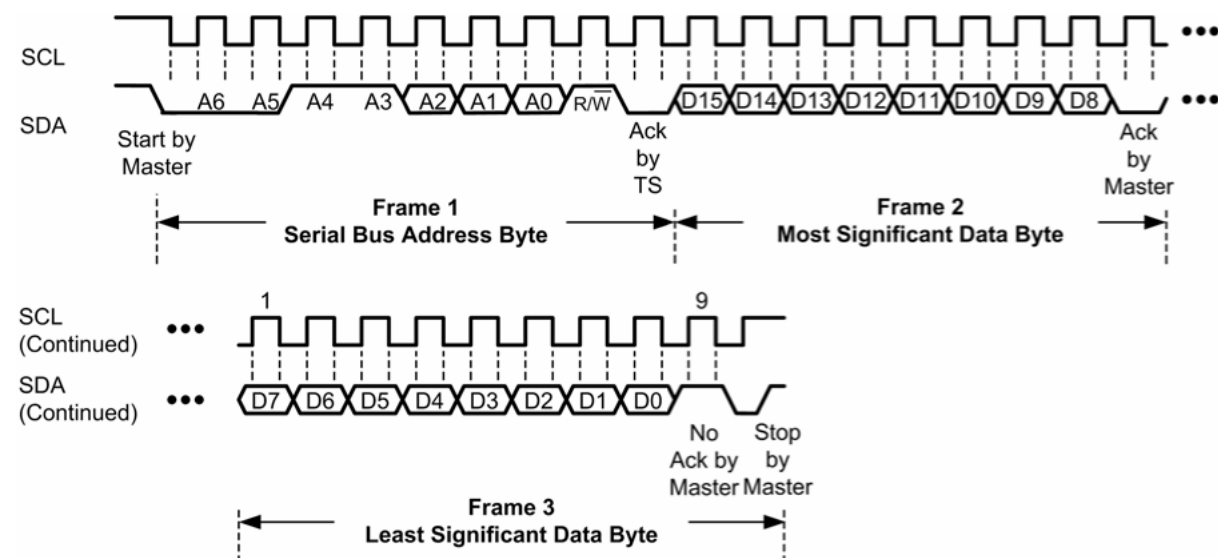 SCL
SDA
A6 A5 A4 A3 A2 A1 A0 R/W̅ D15 D14 D13 D12 D11 D10 D9 D8
Start by
Master
Ack
by
TS
Ack
by
Master
Frame 1
Serial Bus Address Byte
Frame 2
Most Significant Data Byte
1 9
SCL
(Continued)
SDA
(Continued)
D7 D6 D5 D4 D3 D2 D1 D0
No
Ack by
Master
Stop
by
Master
Frame 3
Least Significant Data Byte